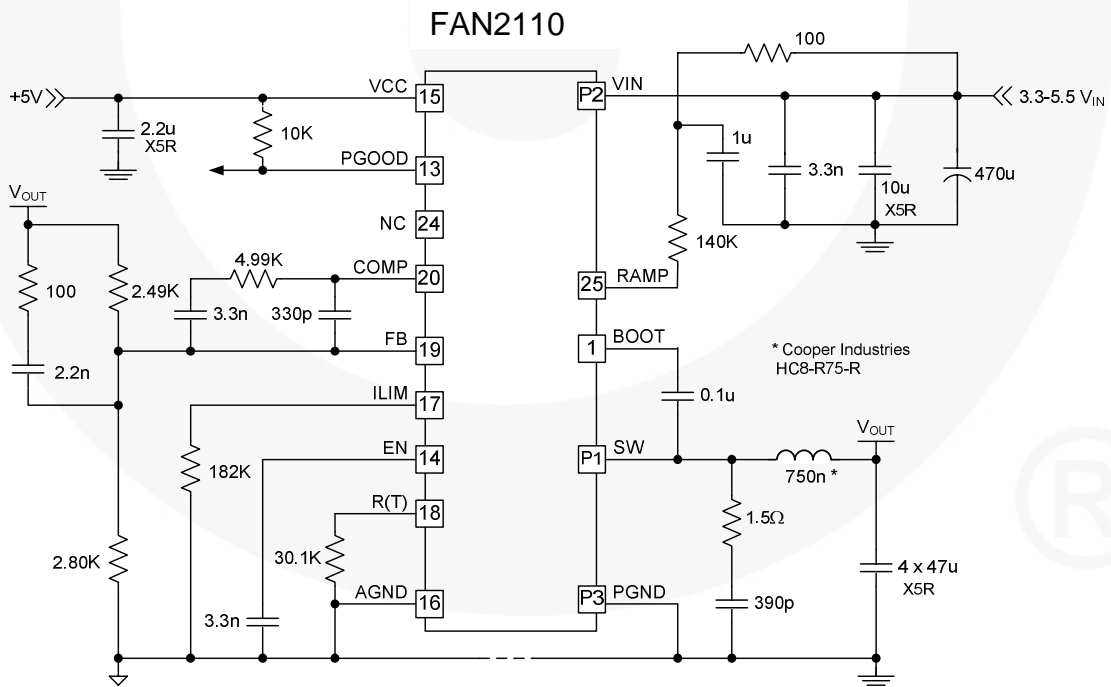 FAN2110
100
+5V
VCC
15
P2
VIN
3.3-5.5 VIN
2.2u
X5R
10K
1u
3.3n
10u
X5R
470u
PGOOD
13
VOUT
NC
24
140K
4.99K
COMP
20
25
RAMP
100
2.49K
3.3n
330p
FB
19
1
BOOT
* Cooper Industries
HC8-R75-R
2.2n
ILIM
17
0.1u
VOUT
182K
EN
14
P1
SW
750n *
R(T)
18
1.5Ω
2.80K
30.1K
4 x 47u
X5R
AGND
16
P3
PGND
390p
3.3n
R